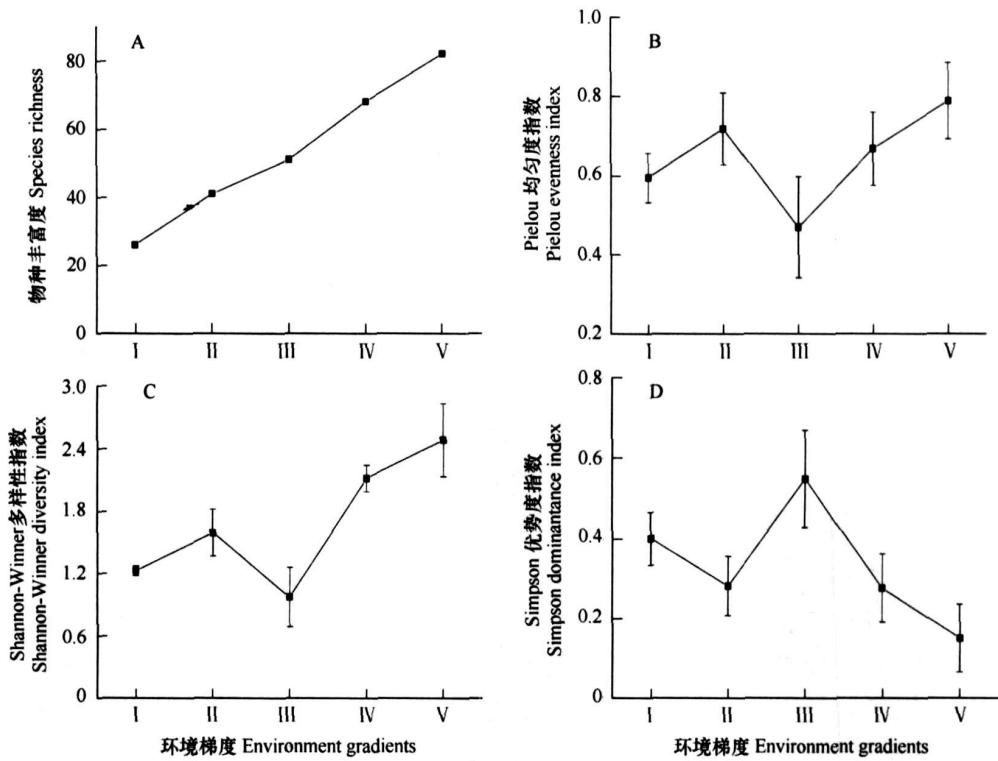 A
物种丰富度 Species richness
80
60
40
20
0
I II III IV V
B
Pielou 均匀度指数
Pielou evenness index
1.0
0.8
0.6
0.4
0.2
I II III IV V
C
Shannon-Winner多样性指数
Shannon-Winner diversity index
3.0
2.4
1.8
1.2
0.6
0
I II III IV V
环境梯度 Environment gradients
D
Simpson 优势度指数
Simpson dominantance index
0.8
0.6
0.4
0.2
0
I II III IV V
环境梯度 Environment gradients